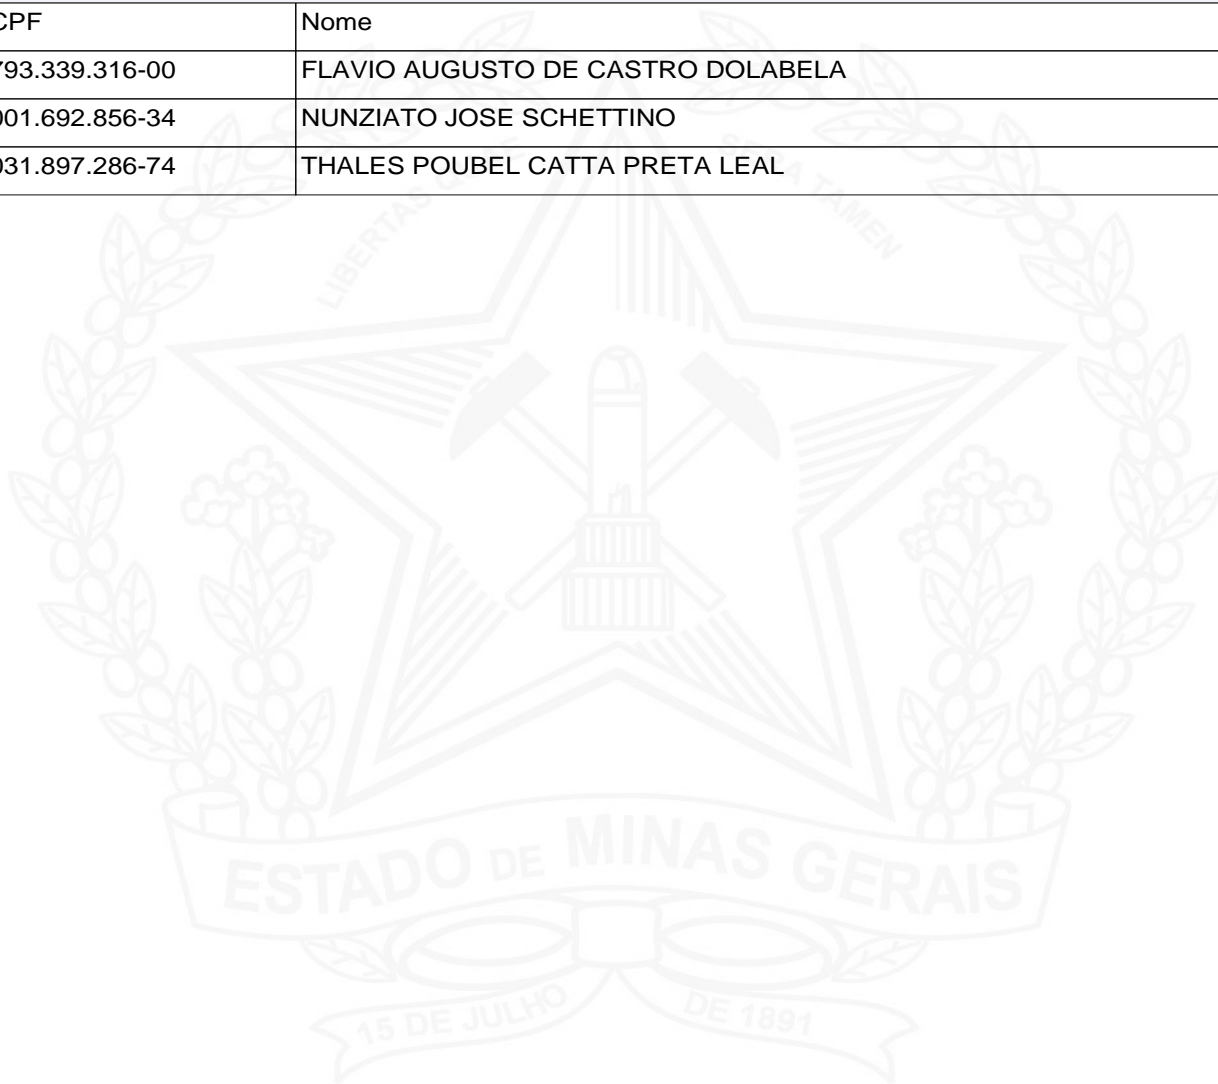 CPF Nome
793.339.316-00 FLAVIO AUGUSTO DE CASTRO DOLABELA
001.692.856-34 NUNZIATO JOSE SCHETTINO
031.897.286-74 THALES POUBEL CATTA PRETA LEAL
LIBERTAS QUÆ SERA TAMEN
ESTADO DE MINAS GERAIS
15 DE JULHO DE 1891